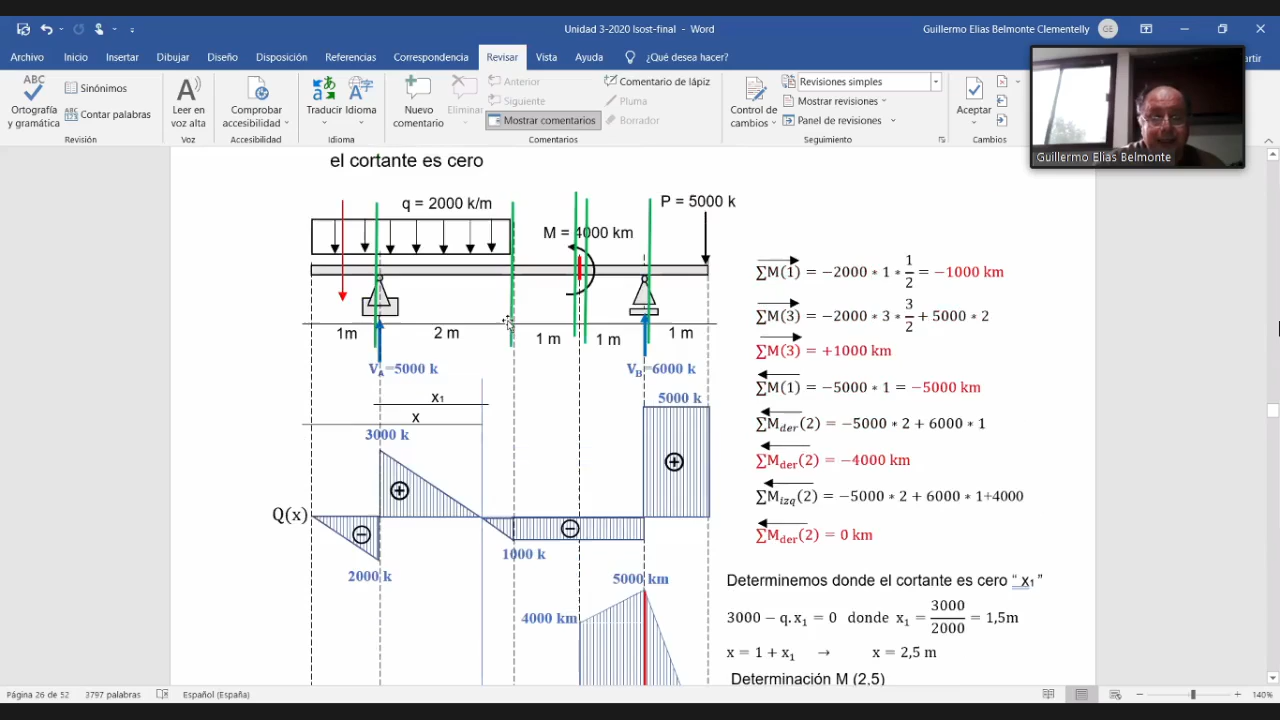 Unidad 3-2020 Isost-final - Word
Guillermo Elias Belmonte Clementelly
GE
Archivo Inicio Insertar Dibujar Diseño Disposición Referencias Correspondencia Revisar Vista Ayuda ¿Qué desea hacer?
ABC
Ortografía y gramática
Sinónimos
Contar palabras
Revisión
Leer en voz alta
Voz
Comprobar accesibilidad
Accesibilidad
Traducir Idioma
Idioma
Nuevo comentario
Eliminar
Anterior
Siguiente
Mostrar comentarios
Comentario de lápiz
Pluma
Borrador
Comentarios
Control de cambios
Revisiones simples
Mostrar revisiones
Panel de revisiones
Seguimiento
Aceptar
Cambios
Guillermo Elias Belmonte
el cortante es cero
q = 2000 k/m
P = 5000 k
M = 4000 km
1m 2 m 1 m 1 m 1 m
VA=5000 k
VB=6000 k
x₁
x
5000 k
3000 k
Q(x)
2000 k
1000 k
5000 km
4000 km
∑M(1) = −2000 * 1 * 1/2 = −1000 km
∑M(3) = −2000 * 3 * 3/2 + 5000 * 2
∑M(3) = +1000 km
∑M(1) = −5000 * 1 = −5000 km
∑Mder(2) = −5000 * 2 + 6000 * 1
∑Mder(2) = −4000 km
∑Mizq(2) = −5000 * 2 + 6000 * 1+4000
∑Mder(2) = 0 km
Determinemos donde el cortante es cero “ x₁ ”
3000 − q.x₁ = 0 donde x₁ = 3000/2000 = 1,5m
x = 1 + x₁ → x = 2,5 m
Determinación M (2,5)
Página 26 de 52 3797 palabras Español (España) 140%